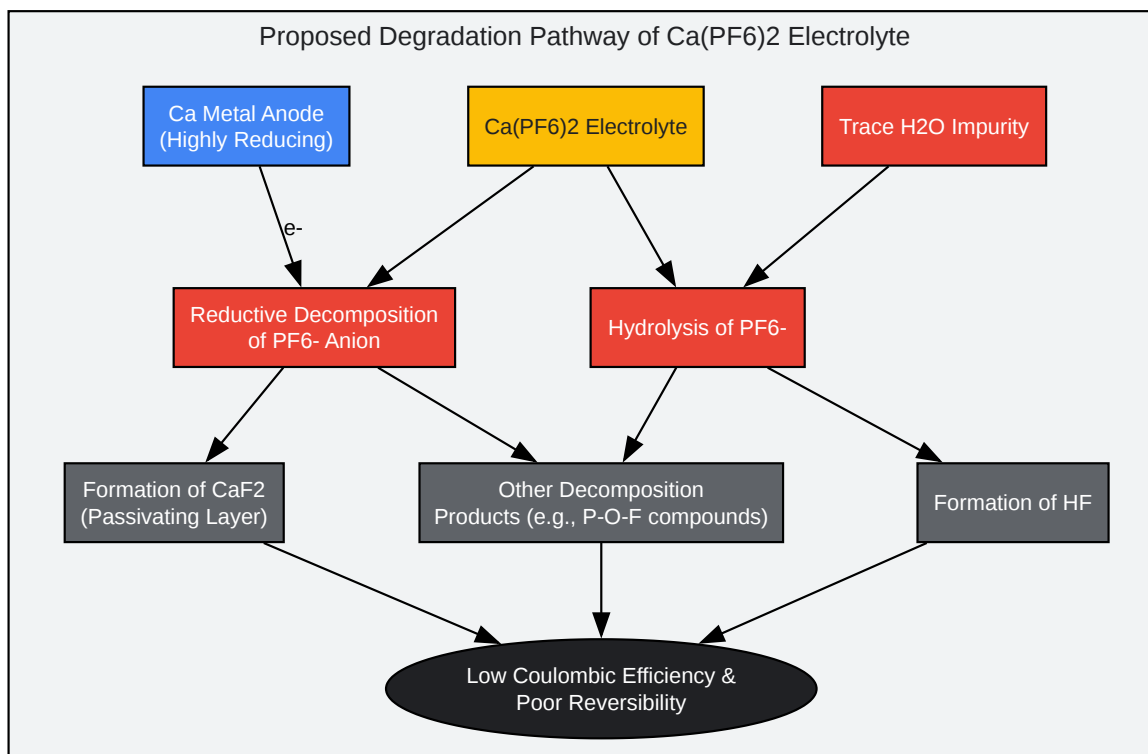 Proposed Degradation Pathway of Ca(PF6)2 Electrolyte
Ca Metal Anode
(Highly Reducing)
Ca(PF6)2 Electrolyte
Trace H2O Impurity
e-
Reductive Decomposition
of PF6- Anion
Hydrolysis of PF6-
Formation of CaF2
(Passivating Layer)
Other Decomposition
Products (e.g., P-O-F compounds)
Formation of HF
Low Coulombic Efficiency &
Poor Reversibility